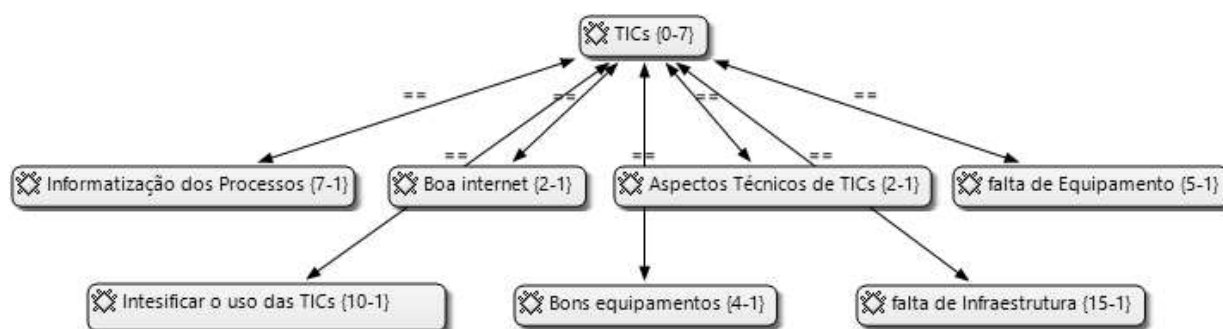 TICs {0-7}
==
==
==
==
==
==
==
Informatização dos Processos {7-1}
Boa internet {2-1}
Aspectos Técnicos de TICs {2-1}
falta de Equipamento {5-1}
Intesificar o uso das TICs {10-1}
Bons equipamentos {4-1}
falta de Infraestrutura {15-1}